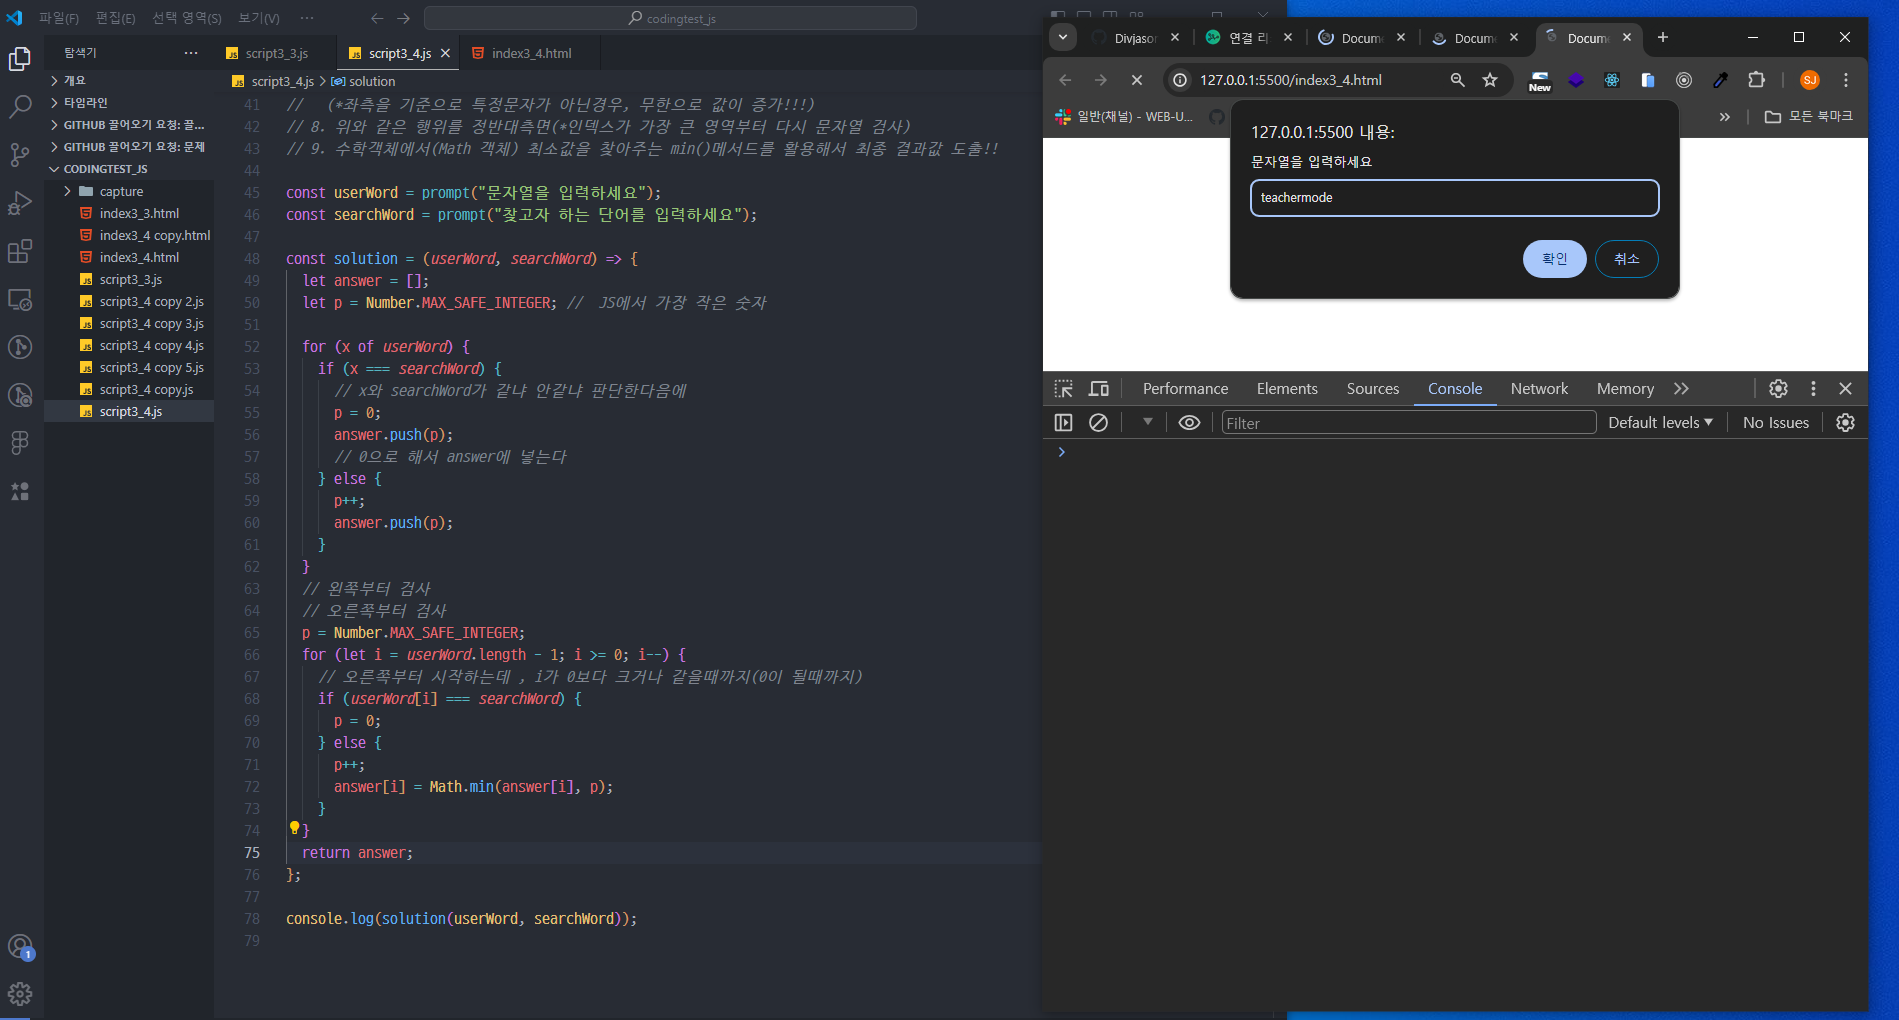 파일(F) 편집(E) 선택 영역(S) 보기(V) ··· codingtest_js
탐색기 ···
개요
타임라인
GITHUB 끌어오기 요청: 끌...
GITHUB 끌어오기 요청: 문제
CODINGTEST_JS
capture
index3_3.html
index3_4 copy.html
index3_4.html
script3_3.js
script3_4 copy 2.js
script3_4 copy 3.js
script3_4 copy 4.js
script3_4 copy 5.js
script3_4 copy.js
script3_4.js
1
JS script3_3.js JS script3_4.js × index3_4.html
JS script3_4.js > solution
41 // (*좌측을 기준으로 특정문자가 아닌경우, 무한으로 값이 증가!!!)
42 // 8. 위와 같은 행위를 정반대측면(*인덱스가 가장 큰 영역부터 다시 문자열 검사)
43 // 9. 수학객체에서(Math 객체) 최소값을 찾아주는 min()메서드를 활용해서 최종 결과값 도출!!
44
45 const userWord = prompt("문자열을 입력하세요");
46 const searchWord = prompt("찾고자 하는 단어를 입력하세요");
47
48 const solution = (userWord, searchWord) => {
49 let answer = [];
50 let p = Number.MAX_SAFE_INTEGER; // JS에서 가장 작은 숫자
51
52 for (x of userWord) {
53 if (x === searchWord) {
54 // x와 searchWord가 같냐 안같냐 판단한다음에
55 p = 0;
56 answer.push(p);
57 // 0으로 해서 answer에 넣는다
58 } else {
59 p++;
60 answer.push(p);
61 }
62 }
63 // 왼쪽부터 검사
64 // 오른쪽부터 검사
65 p = Number.MAX_SAFE_INTEGER;
66 for (let i = userWord.length - 1; i >= 0; i--) {
67 // 오른쪽부터 시작하는데 , i가 0보다 크거나 같을때까지(0이 될때까지)
68 if (userWord[i] === searchWord) {
69 p = 0;
70 } else {
71 p++;
72 answer[i] = Math.min(answer[i], p);
73 }
74 }
75 return answer;
76 };
77
78 console.log(solution(userWord, searchWord));
79
Divjason 연결 리 Docum Docum Docum
127.0.0.1:5500/index3_4.html New SJ
일반(채널) - WEB-U... » 모든 북마크
127.0.0.1:5500 내용:
문자열을 입력하세요
teachermode
확인 취소
Performance Elements Sources Console Network Memory »
Filter Default levels ▼ No Issues
>